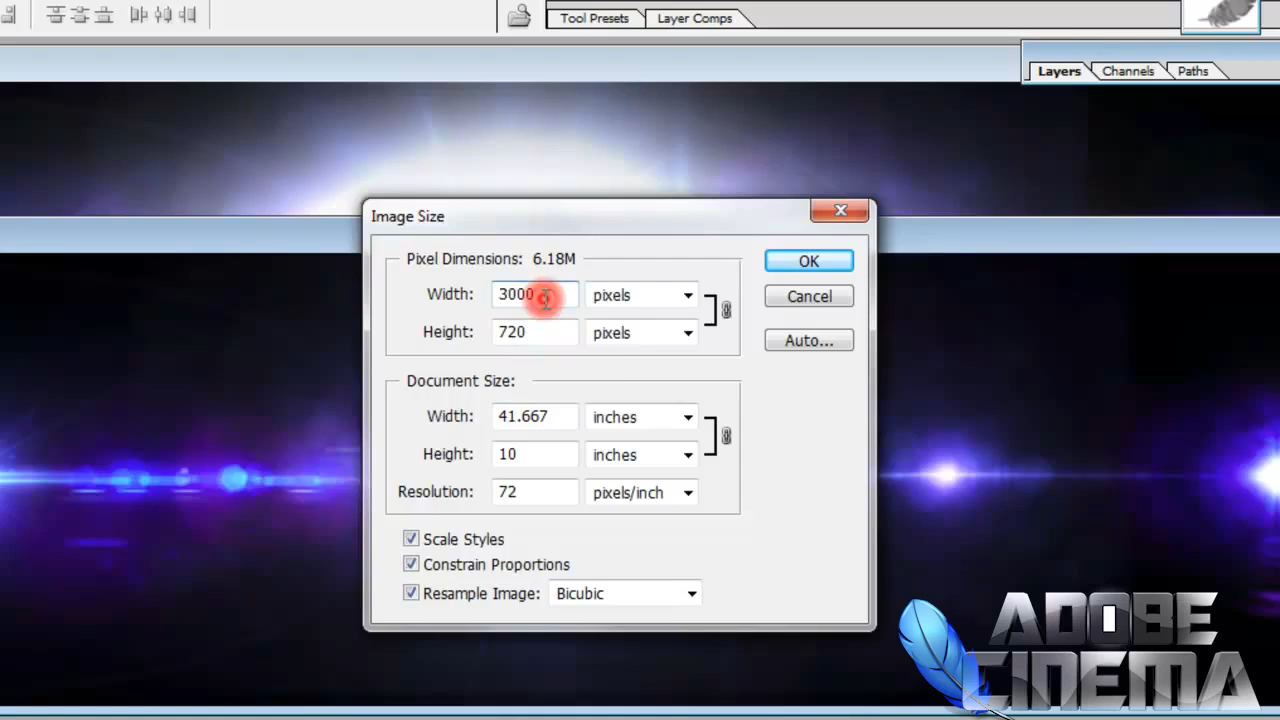 Tool Presets
Layer Comps
Layers
Channels
Paths
Image Size
Pixel Dimensions: 6.18M
OK
Width: 3000 pixels
Cancel
Height: 720 pixels
Auto...
Document Size:
Width: 41.667 inches
Height: 10 inches
Resolution: 72 pixels/inch
Scale Styles
Constrain Proportions
Resample Image: Bicubic
ADOBE
CINEMA